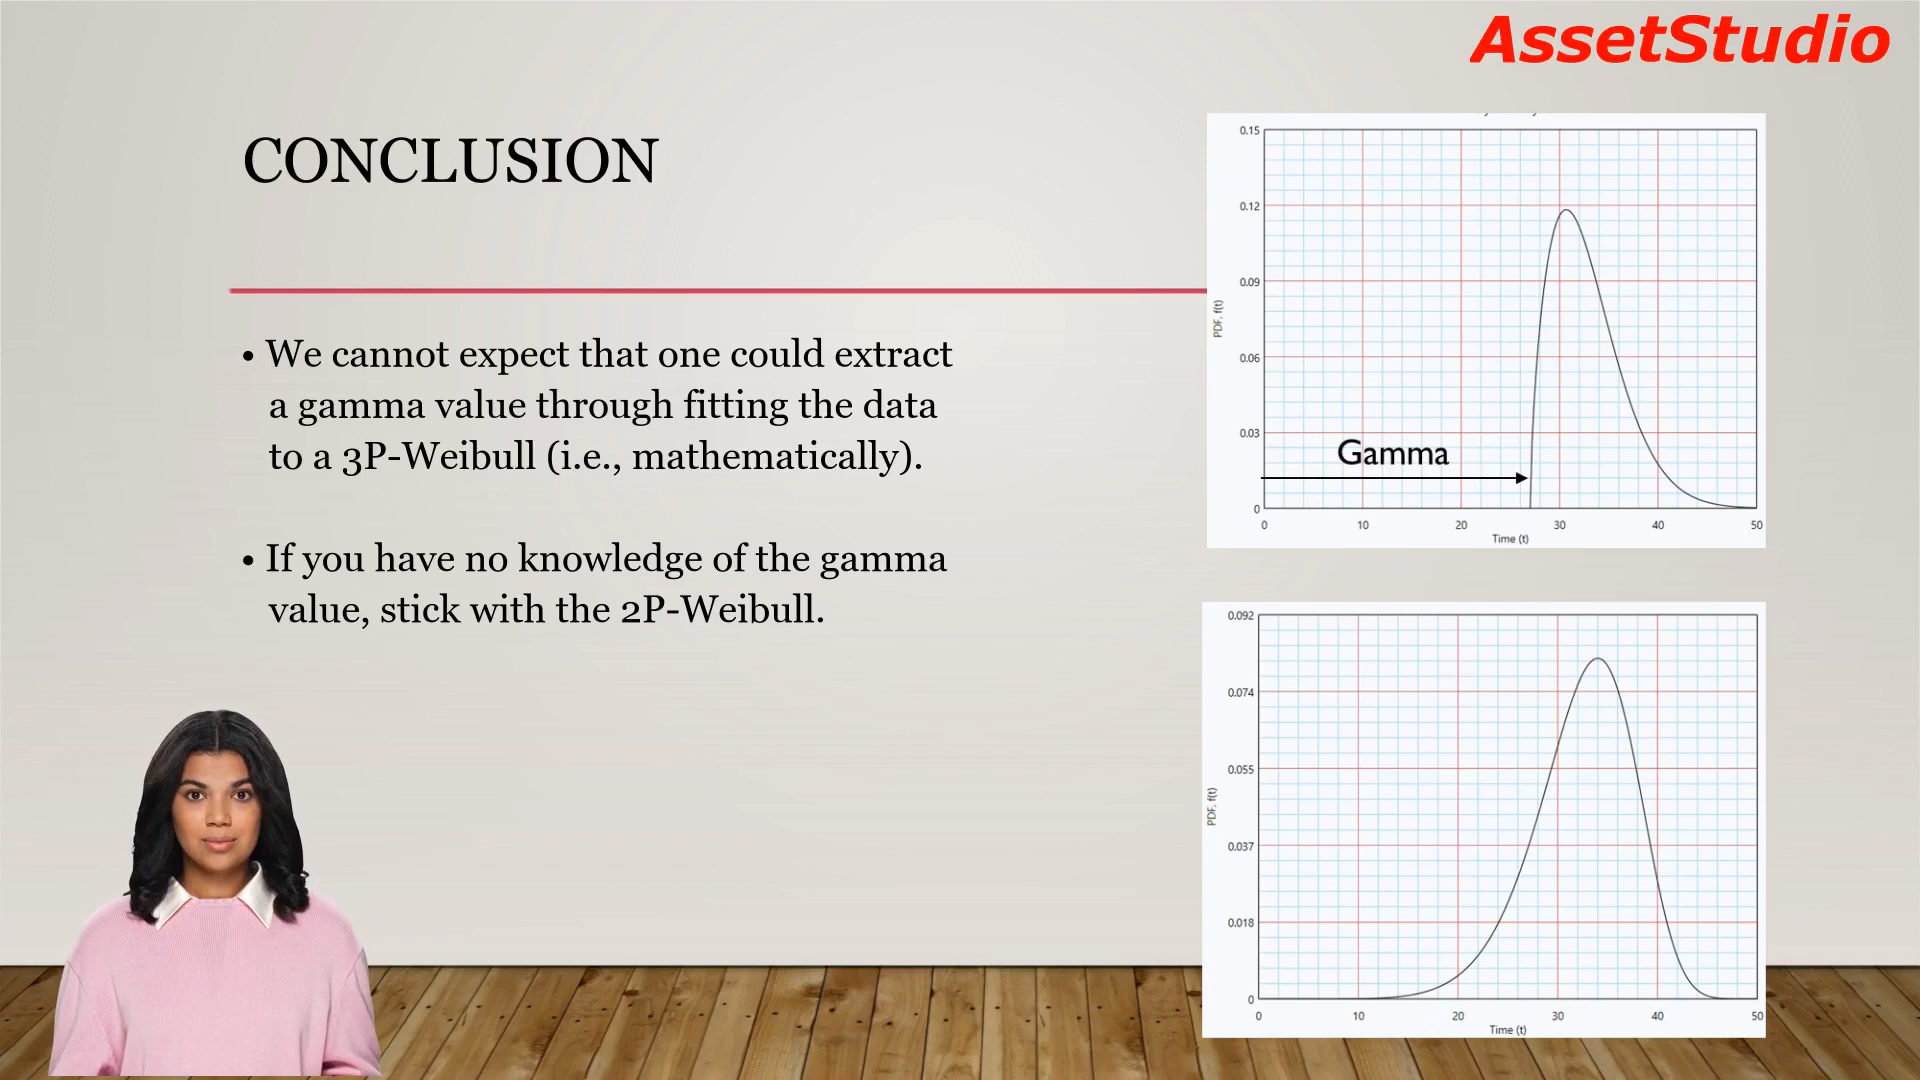 AssetStudio
CONCLUSION
• We cannot expect that one could extract
a gamma value through fitting the data
to a 3P-Weibull (i.e., mathematically).
• If you have no knowledge of the gamma
value, stick with the 2P-Weibull.
0.15
0.12
0.09
0.06
0.03
0
PDF, f(t)
Gamma
0 10 20 30 40 50
Time (t)
0.092
0.074
0.055
0.037
0.018
0
PDF, f(t)
0 10 20 30 40 50
Time (t)